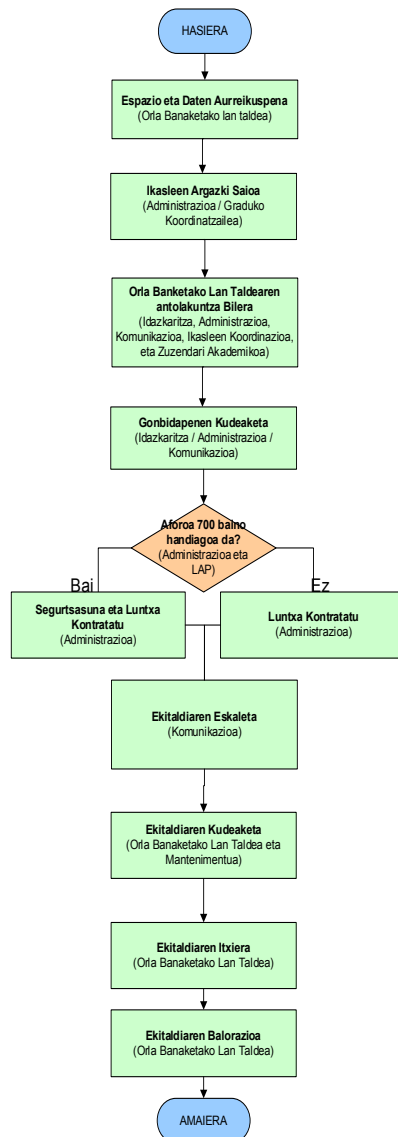 HASIERA
Espazio eta Daten Aurreikuspena
(Orla Banaketako lan taldea)
Ikasleen Argazki Saioa
(Administrazioa / Graduko
Koordinatzailea)
Orla Banketako Lan Taldearen
antolakuntza Bilera
(Idazkaritza, Administrazioa,
Komunikazioa, Ikasleen Koordinazioa,
eta Zuzendari Akademikoa)
Gonbidapenen Kudeaketa
(Idazkaritza / Administrazioa /
Komunikazioa)
Aforoa 700 baino
handiagoa da?
(Administrazioa eta
LAP)
Bai
Ez
Segurtsasuna eta Luntxa
Kontratatu
(Administrazioa)
Luntxa Kontratatu
(Administrazioa)
Ekitaldiaren Eskaleta
(Komunikazioa)
Ekitaldiaren Kudeaketa
(Orla Banaketako Lan Taldea eta
Mantenimentua)
Ekitaldiaren Itxiera
(Orla Banaketako Lan Taldea)
Ekitaldiaren Balorazioa
(Orla Banaketako Lan Taldea)
AMAIERA